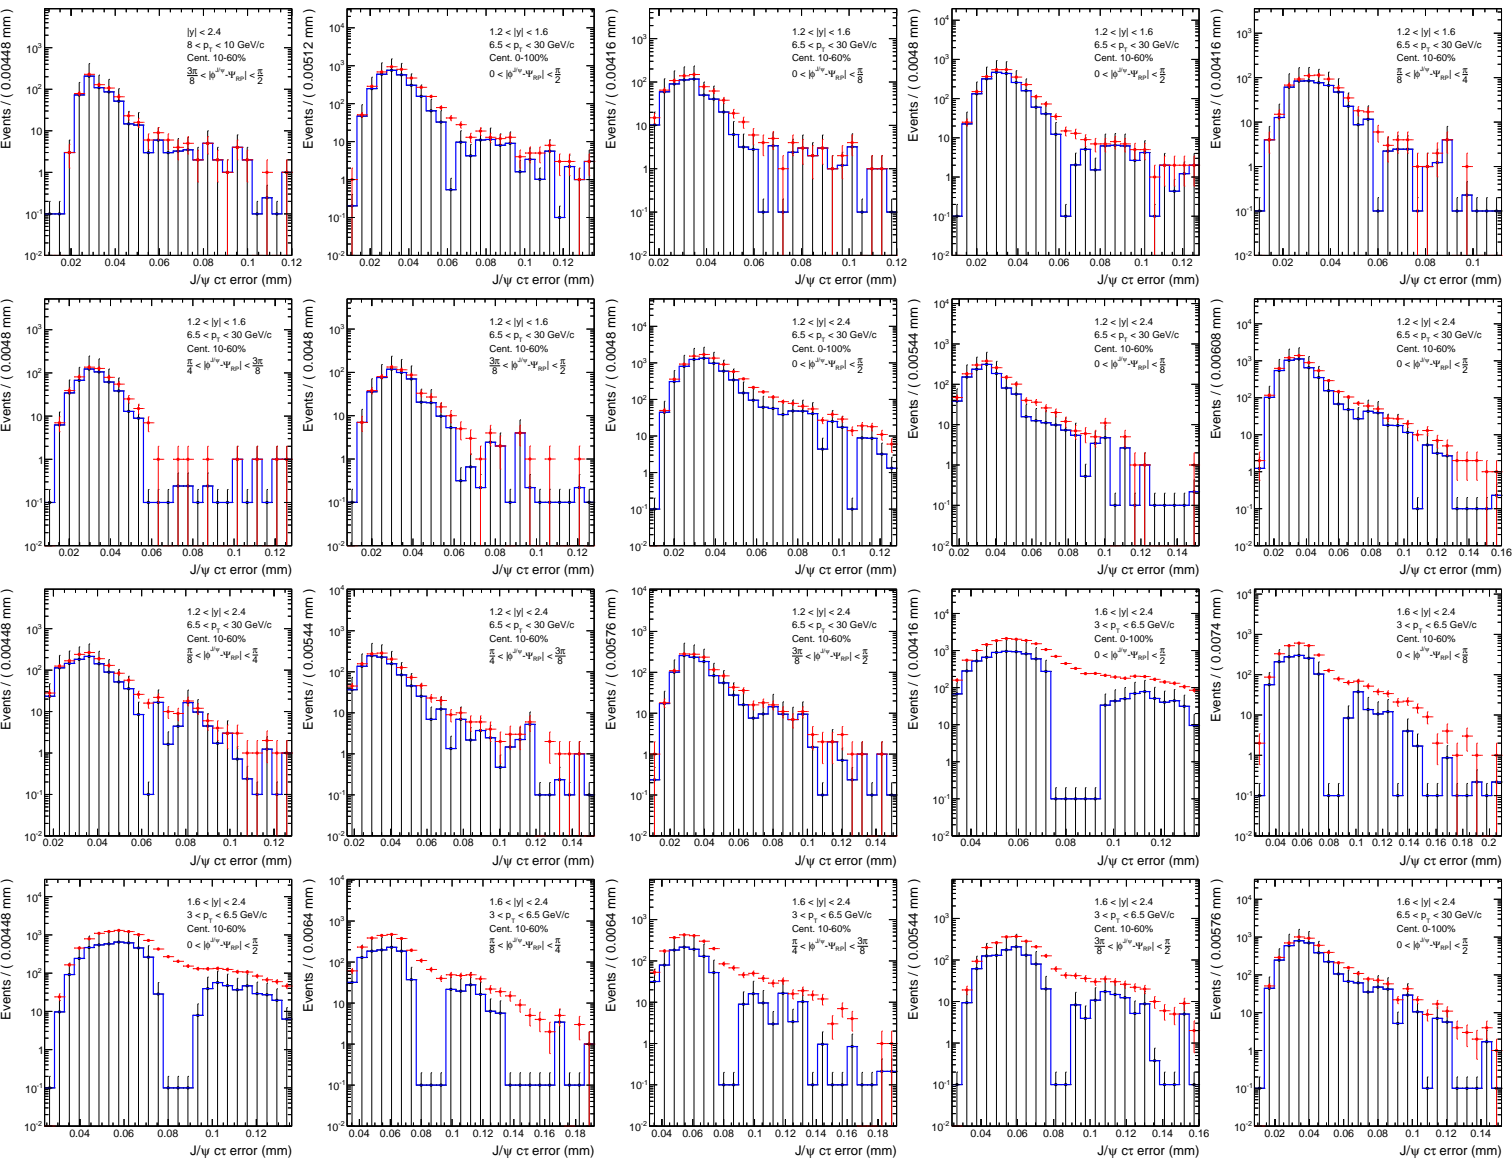 |y| < 2.4
8 < p_T < 10 GeV/c
Cent. 10-60%
3π/8 < |φ^J/ψ-Ψ_RP| < π/2
Events / ( 0.00448 mm )
J/ψ cτ error (mm)
1.2 < |y| < 1.6
6.5 < p_T < 30 GeV/c
Cent. 0-100%
0 < |φ^J/ψ-Ψ_RP| < π/2
Events / ( 0.00512 mm )
J/ψ cτ error (mm)
1.2 < |y| < 1.6
6.5 < p_T < 30 GeV/c
Cent. 10-60%
0 < |φ^J/ψ-Ψ_RP| < π/8
Events / ( 0.00416 mm )
J/ψ cτ error (mm)
1.2 < |y| < 1.6
6.5 < p_T < 30 GeV/c
Cent. 10-60%
0 < |φ^J/ψ-Ψ_RP| < π/2
Events / ( 0.00448 mm )
J/ψ cτ error (mm)
1.2 < |y| < 1.6
6.5 < p_T < 30 GeV/c
Cent. 10-60%
π/8 < |φ^J/ψ-Ψ_RP| < π/4
Events / ( 0.00416 mm )
J/ψ cτ error (mm)
1.2 < |y| < 1.6
6.5 < p_T < 30 GeV/c
Cent. 10-60%
π/4 < |φ^J/ψ-Ψ_RP| < 3π/8
Events / ( 0.0048 mm )
J/ψ cτ error (mm)
1.2 < |y| < 1.6
6.5 < p_T < 30 GeV/c
Cent. 10-60%
3π/8 < |φ^J/ψ-Ψ_RP| < π/2
Events / ( 0.0048 mm )
J/ψ cτ error (mm)
1.2 < |y| < 2.4
6.5 < p_T < 30 GeV/c
Cent. 0-100%
0 < |φ^J/ψ-Ψ_RP| < π/2
Events / ( 0.0048 mm )
J/ψ cτ error (mm)
1.2 < |y| < 2.4
6.5 < p_T < 30 GeV/c
Cent. 10-60%
0 < |φ^J/ψ-Ψ_RP| < π/8
Events / ( 0.00544 mm )
J/ψ cτ error (mm)
1.2 < |y| < 2.4
6.5 < p_T < 30 GeV/c
Cent. 10-60%
0 < |φ^J/ψ-Ψ_RP| < π/2
Events / ( 0.00608 mm )
J/ψ cτ error (mm)
1.2 < |y| < 2.4
6.5 < p_T < 30 GeV/c
Cent. 10-60%
π/8 < |φ^J/ψ-Ψ_RP| < π/4
Events / ( 0.00448 mm )
J/ψ cτ error (mm)
1.2 < |y| < 2.4
6.5 < p_T < 30 GeV/c
Cent. 10-60%
π/4 < |φ^J/ψ-Ψ_RP| < 3π/8
Events / ( 0.00544 mm )
J/ψ cτ error (mm)
1.2 < |y| < 2.4
6.5 < p_T < 30 GeV/c
Cent. 10-60%
3π/8 < |φ^J/ψ-Ψ_RP| < π/2
Events / ( 0.00576 mm )
J/ψ cτ error (mm)
1.6 < |y| < 2.4
3 < p_T < 6.5 GeV/c
Cent. 0-100%
0 < |φ^J/ψ-Ψ_RP| < π/2
Events / ( 0.00416 mm )
J/ψ cτ error (mm)
1.6 < |y| < 2.4
3 < p_T < 6.5 GeV/c
Cent. 10-60%
0 < |φ^J/ψ-Ψ_RP| < π/8
Events / ( 0.0074 mm )
J/ψ cτ error (mm)
1.6 < |y| < 2.4
3 < p_T < 6.5 GeV/c
Cent. 10-60%
0 < |φ^J/ψ-Ψ_RP| < π/2
Events / ( 0.00448 mm )
J/ψ cτ error (mm)
1.6 < |y| < 2.4
3 < p_T < 6.5 GeV/c
Cent. 10-60%
π/8 < |φ^J/ψ-Ψ_RP| < π/4
Events / ( 0.0064 mm )
J/ψ cτ error (mm)
1.6 < |y| < 2.4
3 < p_T < 6.5 GeV/c
Cent. 10-60%
π/4 < |φ^J/ψ-Ψ_RP| < 3π/8
Events / ( 0.0064 mm )
J/ψ cτ error (mm)
1.6 < |y| < 2.4
3 < p_T < 6.5 GeV/c
Cent. 10-60%
3π/8 < |φ^J/ψ-Ψ_RP| < π/2
Events / ( 0.00544 mm )
J/ψ cτ error (mm)
1.6 < |y| < 2.4
6.5 < p_T < 30 GeV/c
Cent. 0-100%
0 < |φ^J/ψ-Ψ_RP| < π/2
Events / ( 0.00576 mm )
J/ψ cτ error (mm)